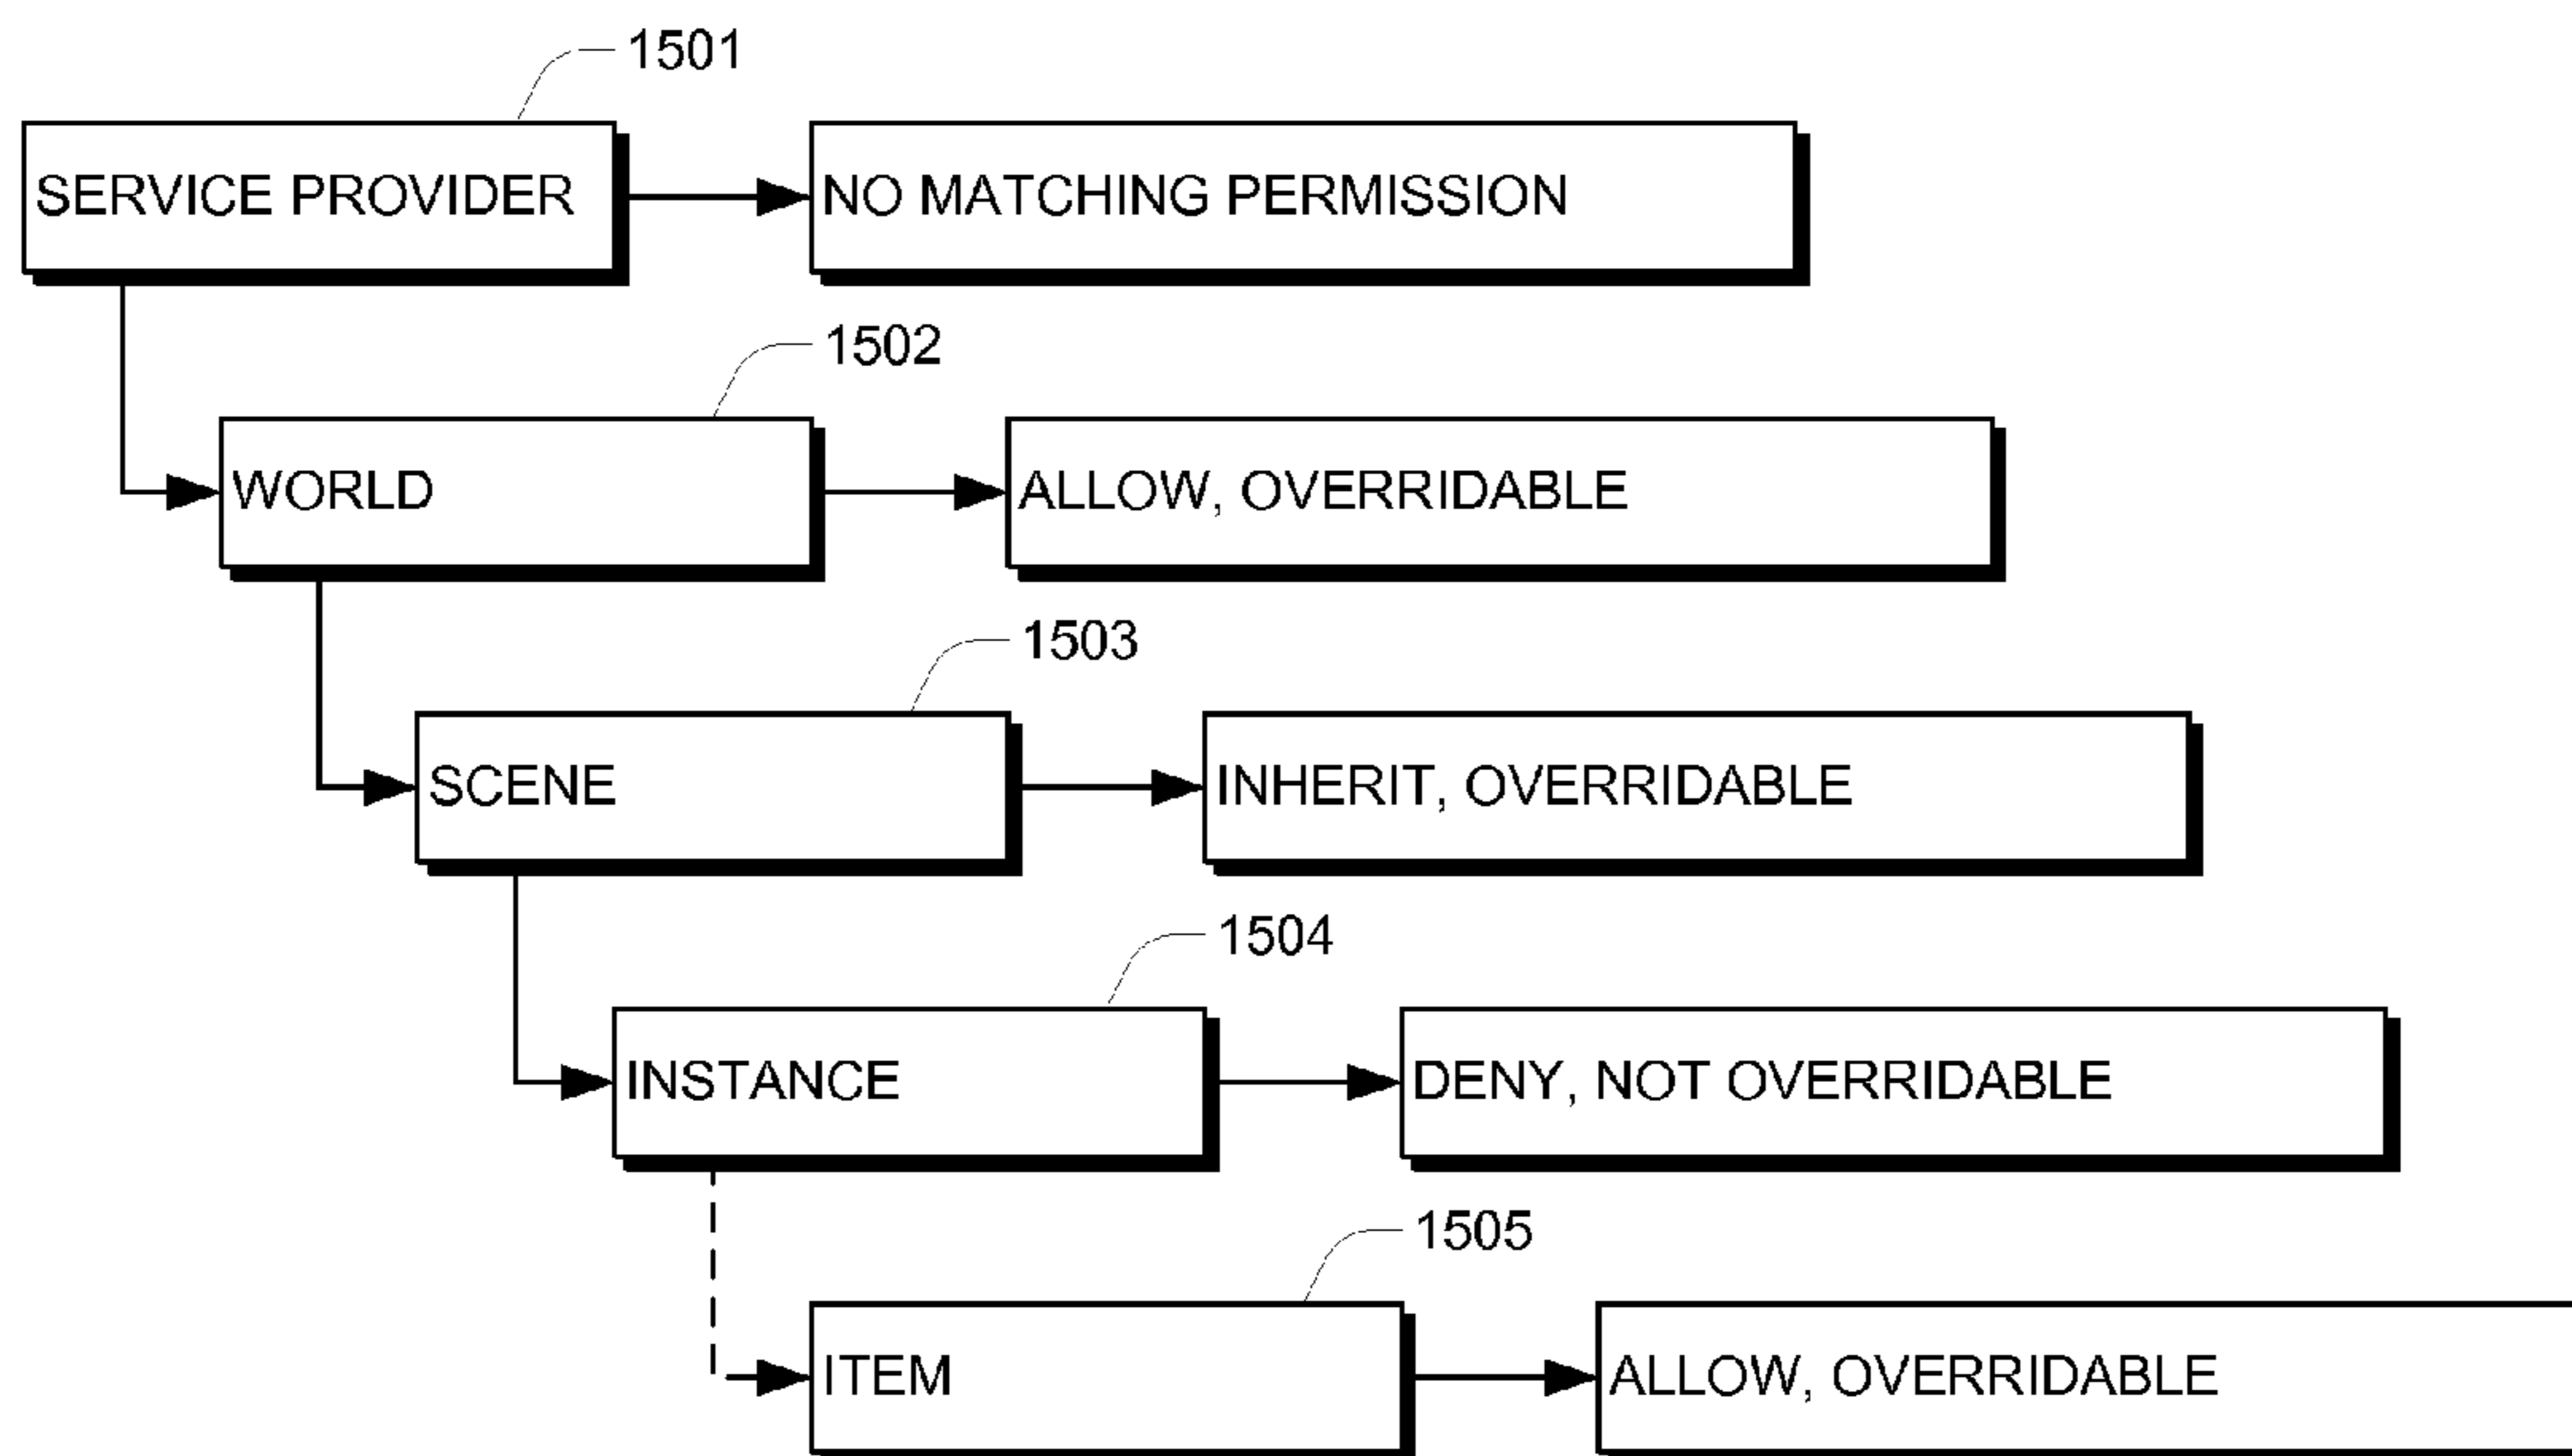 1501
SERVICE PROVIDER
NO MATCHING PERMISSION
1502
WORLD
ALLOW, OVERRIDABLE
1503
SCENE
INHERIT, OVERRIDABLE
1504
INSTANCE
DENY, NOT OVERRIDABLE
1505
ITEM
ALLOW, OVERRIDABLE